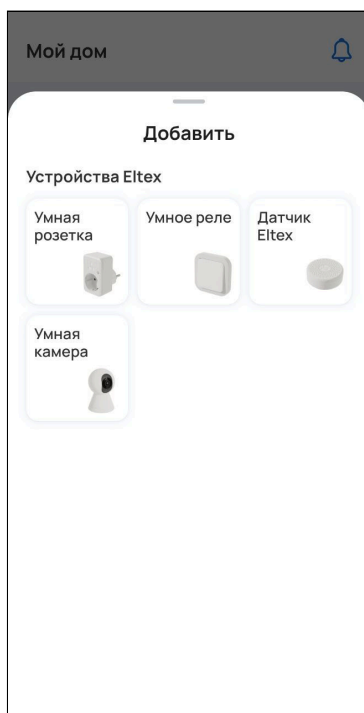 Мой дом
Добавить
Устройства Eltex
Умная
розетка
Умное реле
Датчик
Eltex
Умная
камера